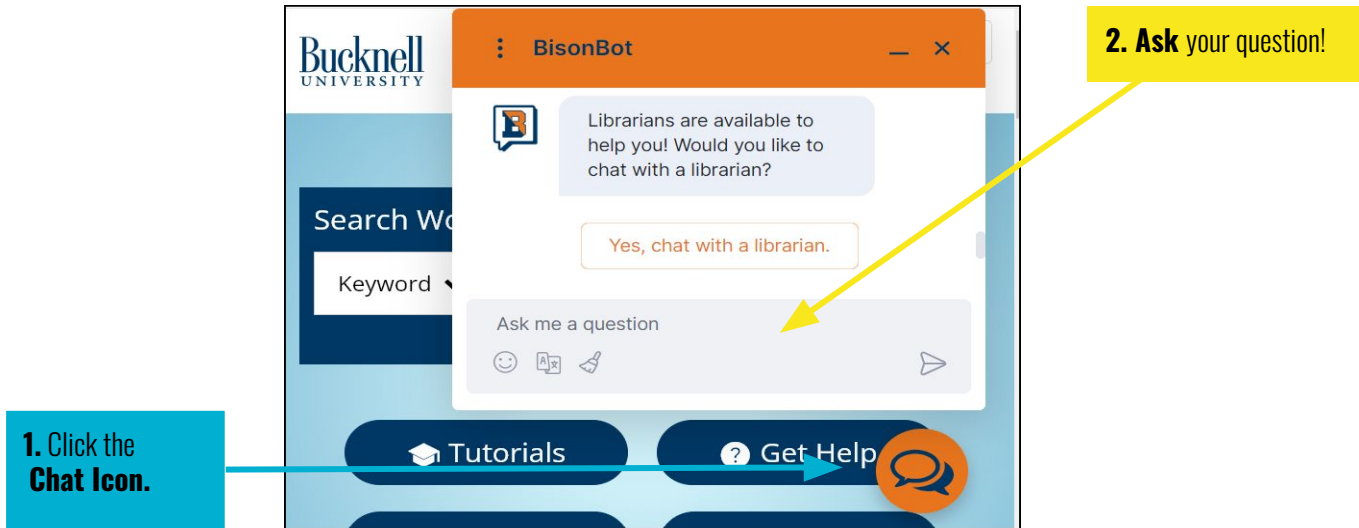 Bucknell
UNIVERSITY
BisonBot
2. Ask your question!
Librarians are available to
help you! Would you like to
chat with a librarian?
Search Wo
Yes, chat with a librarian.
Keyword
Ask me a question
1. Click the
Chat Icon.
Tutorials
Get Help